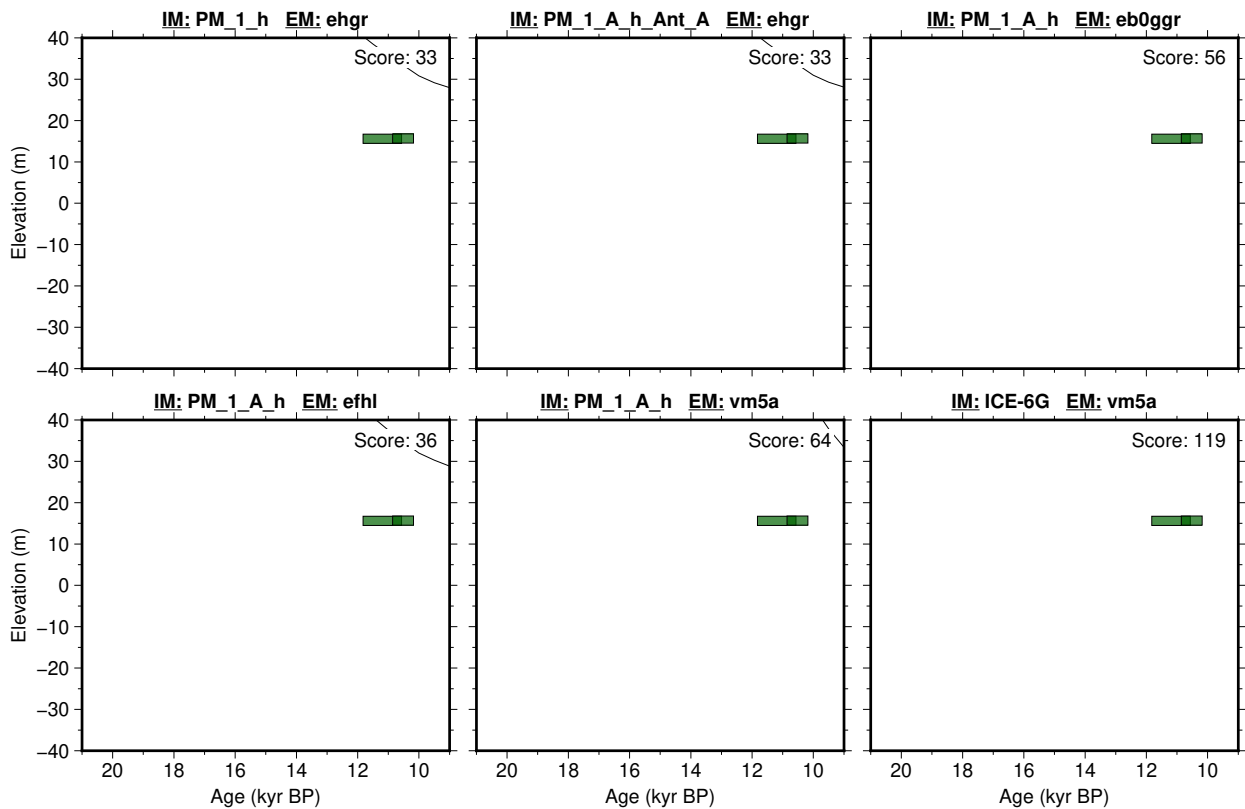 IM: PM_1_h EM: ehgr
IM: PM_1_A_h_Ant_A EM: ehgr
IM: PM_1_A_h EM: eb0ggr
40
30
20
10
0
−10
−20
−30
−40
Elevation (m)
Score: 33
Score: 33
Score: 56
IM: PM_1_A_h EM: efhl
IM: PM_1_A_h EM: vm5a
IM: ICE-6G EM: vm5a
40
30
20
10
0
−10
−20
−30
−40
Elevation (m)
Score: 36
Score: 64
Score: 119
20 18 16 14 12 10
20 18 16 14 12 10
20 18 16 14 12 10
Age (kyr BP)
Age (kyr BP)
Age (kyr BP)